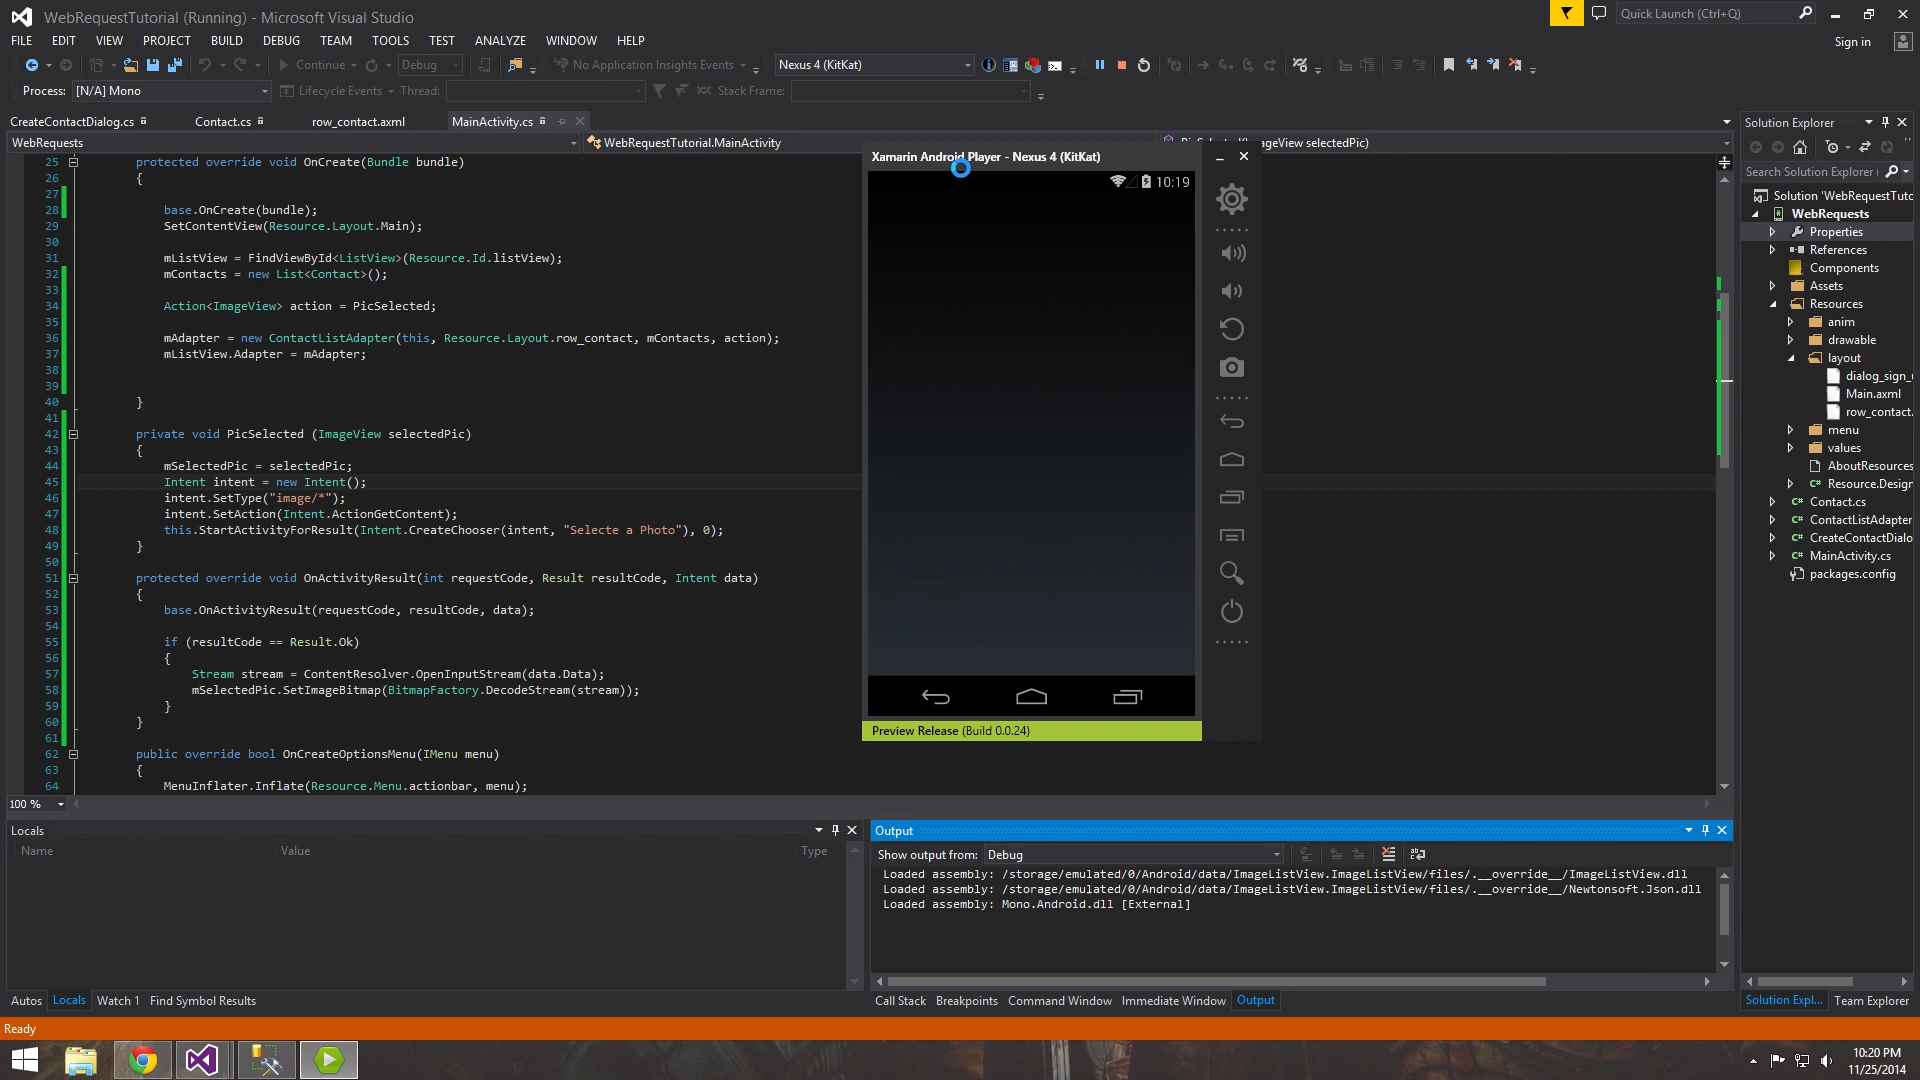 WebRequestTutorial (Running) - Microsoft Visual Studio
Quick Launch (Ctrl+Q)
FILE EDIT VIEW PROJECT BUILD DEBUG TEAM TOOLS TEST ANALYZE WINDOW HELP
Sign in
Continue Debug No Application Insights Events Nexus 4 (KitKat)
Process: [N/A] Mono Lifecycle Events Thread: Stack Frame:
CreateContactDialog.cs Contact.cs row_contact.axml MainActivity.cs
WebRequests WebRequestTutorial.MainActivity (ImageView selectedPic)
25 protected override void OnCreate(Bundle bundle)
26 {
27
28 base.OnCreate(bundle);
29 SetContentView(Resource.Layout.Main);
30
31 mListView = FindViewById<ListView>(Resource.Id.listView);
32 mContacts = new List<Contact>();
33
34 Action<ImageView> action = PicSelected;
35
36 mAdapter = new ContactListAdapter(this, Resource.Layout.row_contact, mContacts, action);
37 mListView.Adapter = mAdapter;
38
39
40 }
41
42 private void PicSelected (ImageView selectedPic)
43 {
44 mSelectedPic = selectedPic;
45 Intent intent = new Intent();
46 intent.SetType("image/*");
47 intent.SetAction(Intent.ActionGetContent);
48 this.StartActivityForResult(Intent.CreateChooser(intent, "Selecte a Photo"), 0);
49 }
50
51 protected override void OnActivityResult(int requestCode, Result resultCode, Intent data)
52 {
53 base.OnActivityResult(requestCode, resultCode, data);
54
55 if (resultCode == Result.Ok)
56 {
57 Stream stream = ContentResolver.OpenInputStream(data.Data);
58 mSelectedPic.SetImageBitmap(BitmapFactory.DecodeStream(stream));
59 }
60 }
61
62 public override bool OnCreateOptionsMenu(IMenu menu)
63 {
64 MenuInflater.Inflate(Resource.Menu.actionbar, menu);
100 %
Xamarin Android Player - Nexus 4 (KitKat)
10:19
Preview Release (Build 0.0.24)
Solution Explorer
Search Solution Explorer
Solution 'WebRequestTuto
WebRequests
Properties
References
Components
Assets
Resources
anim
drawable
layout
dialog_sign_
Main.axml
row_contact.
menu
values
AboutResources
Resource.Design
C# Contact.cs
C# ContactListAdapter
C# CreateContactDialo
C# MainActivity.cs
packages.config
Solution Expl... Team Explorer
Locals
Name Value Type
Autos Locals Watch 1 Find Symbol Results
Output
Show output from: Debug
Loaded assembly: /storage/emulated/0/Android/data/ImageListView.ImageListView/files/.__override__/ImageListView.dll
Loaded assembly: /storage/emulated/0/Android/data/ImageListView.ImageListView/files/.__override__/Newtonsoft.Json.dll
Loaded assembly: Mono.Android.dll [External]
Call Stack Breakpoints Command Window Immediate Window Output
Ready
10:20 PM
11/25/2014